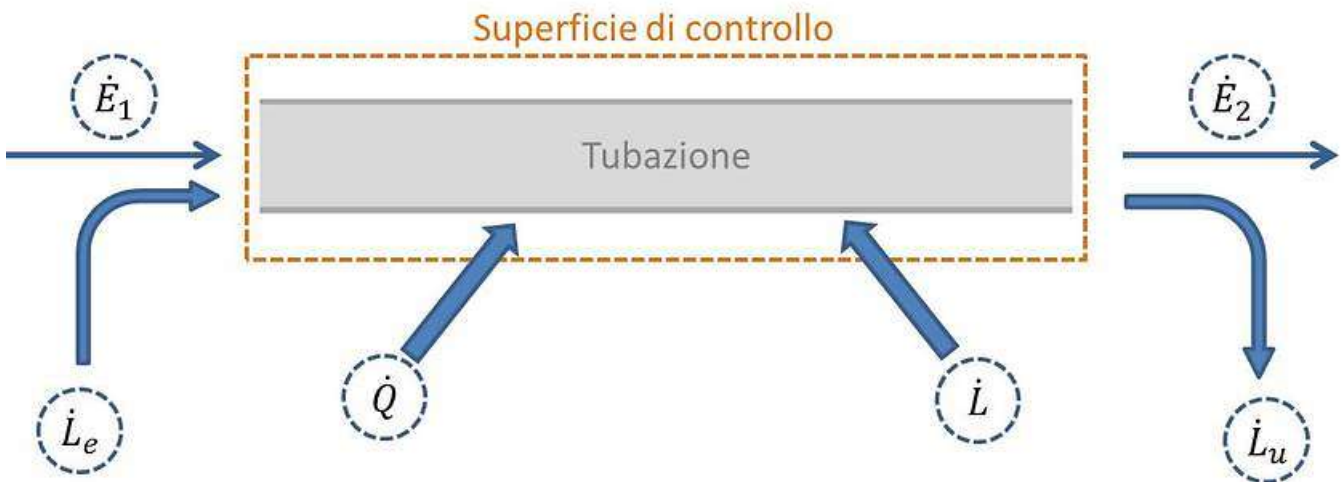 Superficie di controllo
Ė₁
Ė₂
Tubazione
L̇ₑ
Q̇
L̇
L̇ᵤ